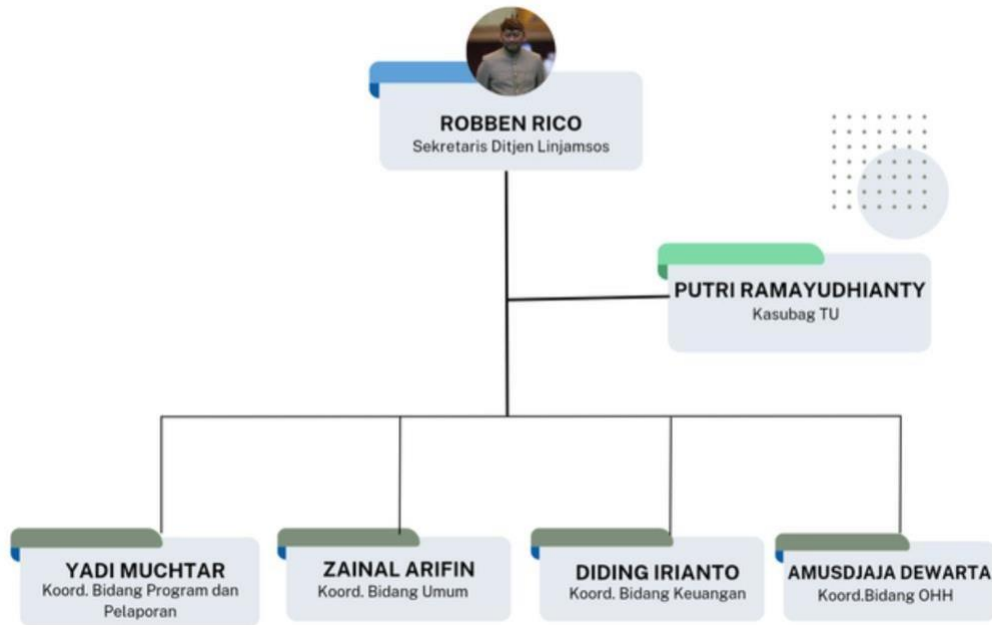 ROBBEN RICO
Sekretaris Ditjen Linjamsos
PUTRI RAMAYUDHIANTY
Kasubag TU
YADI MUCHTAR
Koord. Bidang Program dan
Pelaporan
ZAINAL ARIFIN
Koord. Bidang Umum
DIDING IRIANTO
Koord. Bidang Keuangan
AMUSDJAJA DEWARTA
Koord.Bidang OHH